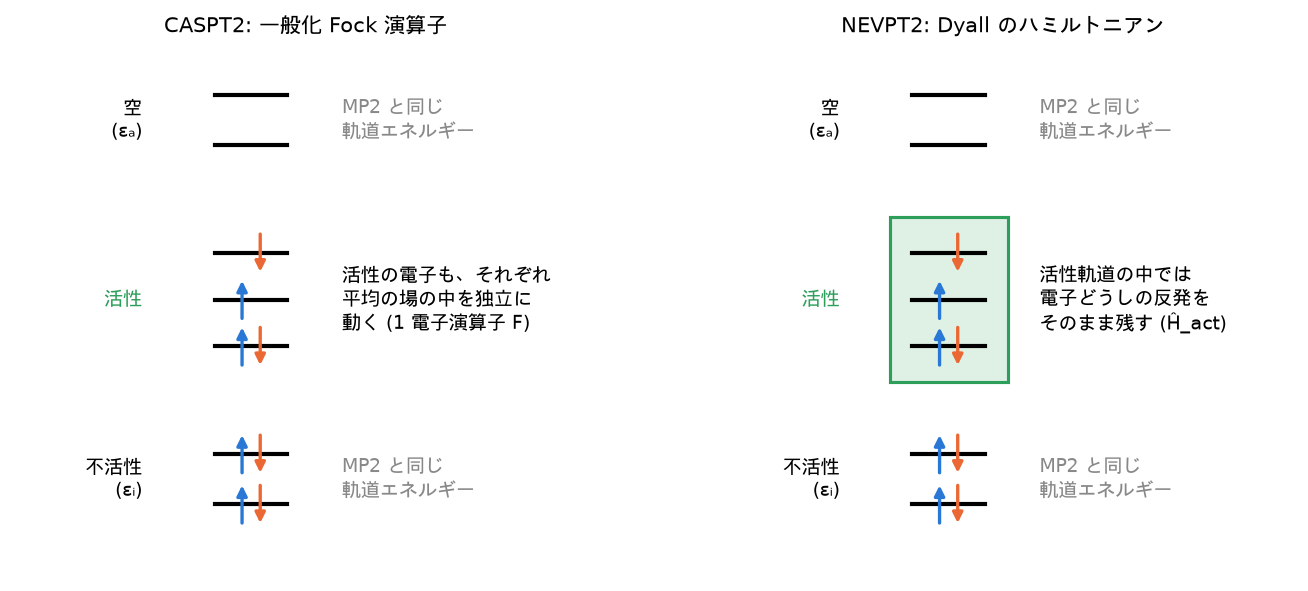 CASPT2: 一般化 Fock 演算子
空
(εₐ)
MP2 と同じ
軌道エネルギー
活性
活性の電子も、それぞれ
平均の場の中を独立に
動く (1 電子演算子 F)
不活性
(εᵢ)
MP2 と同じ
軌道エネルギー
NEVPT2: Dyall のハミルトニアン
空
(εₐ)
MP2 と同じ
軌道エネルギー
活性
活性軌道の中では
電子どうしの反発を
そのまま残す (Ĥ_act)
不活性
(εᵢ)
MP2 と同じ
軌道エネルギー